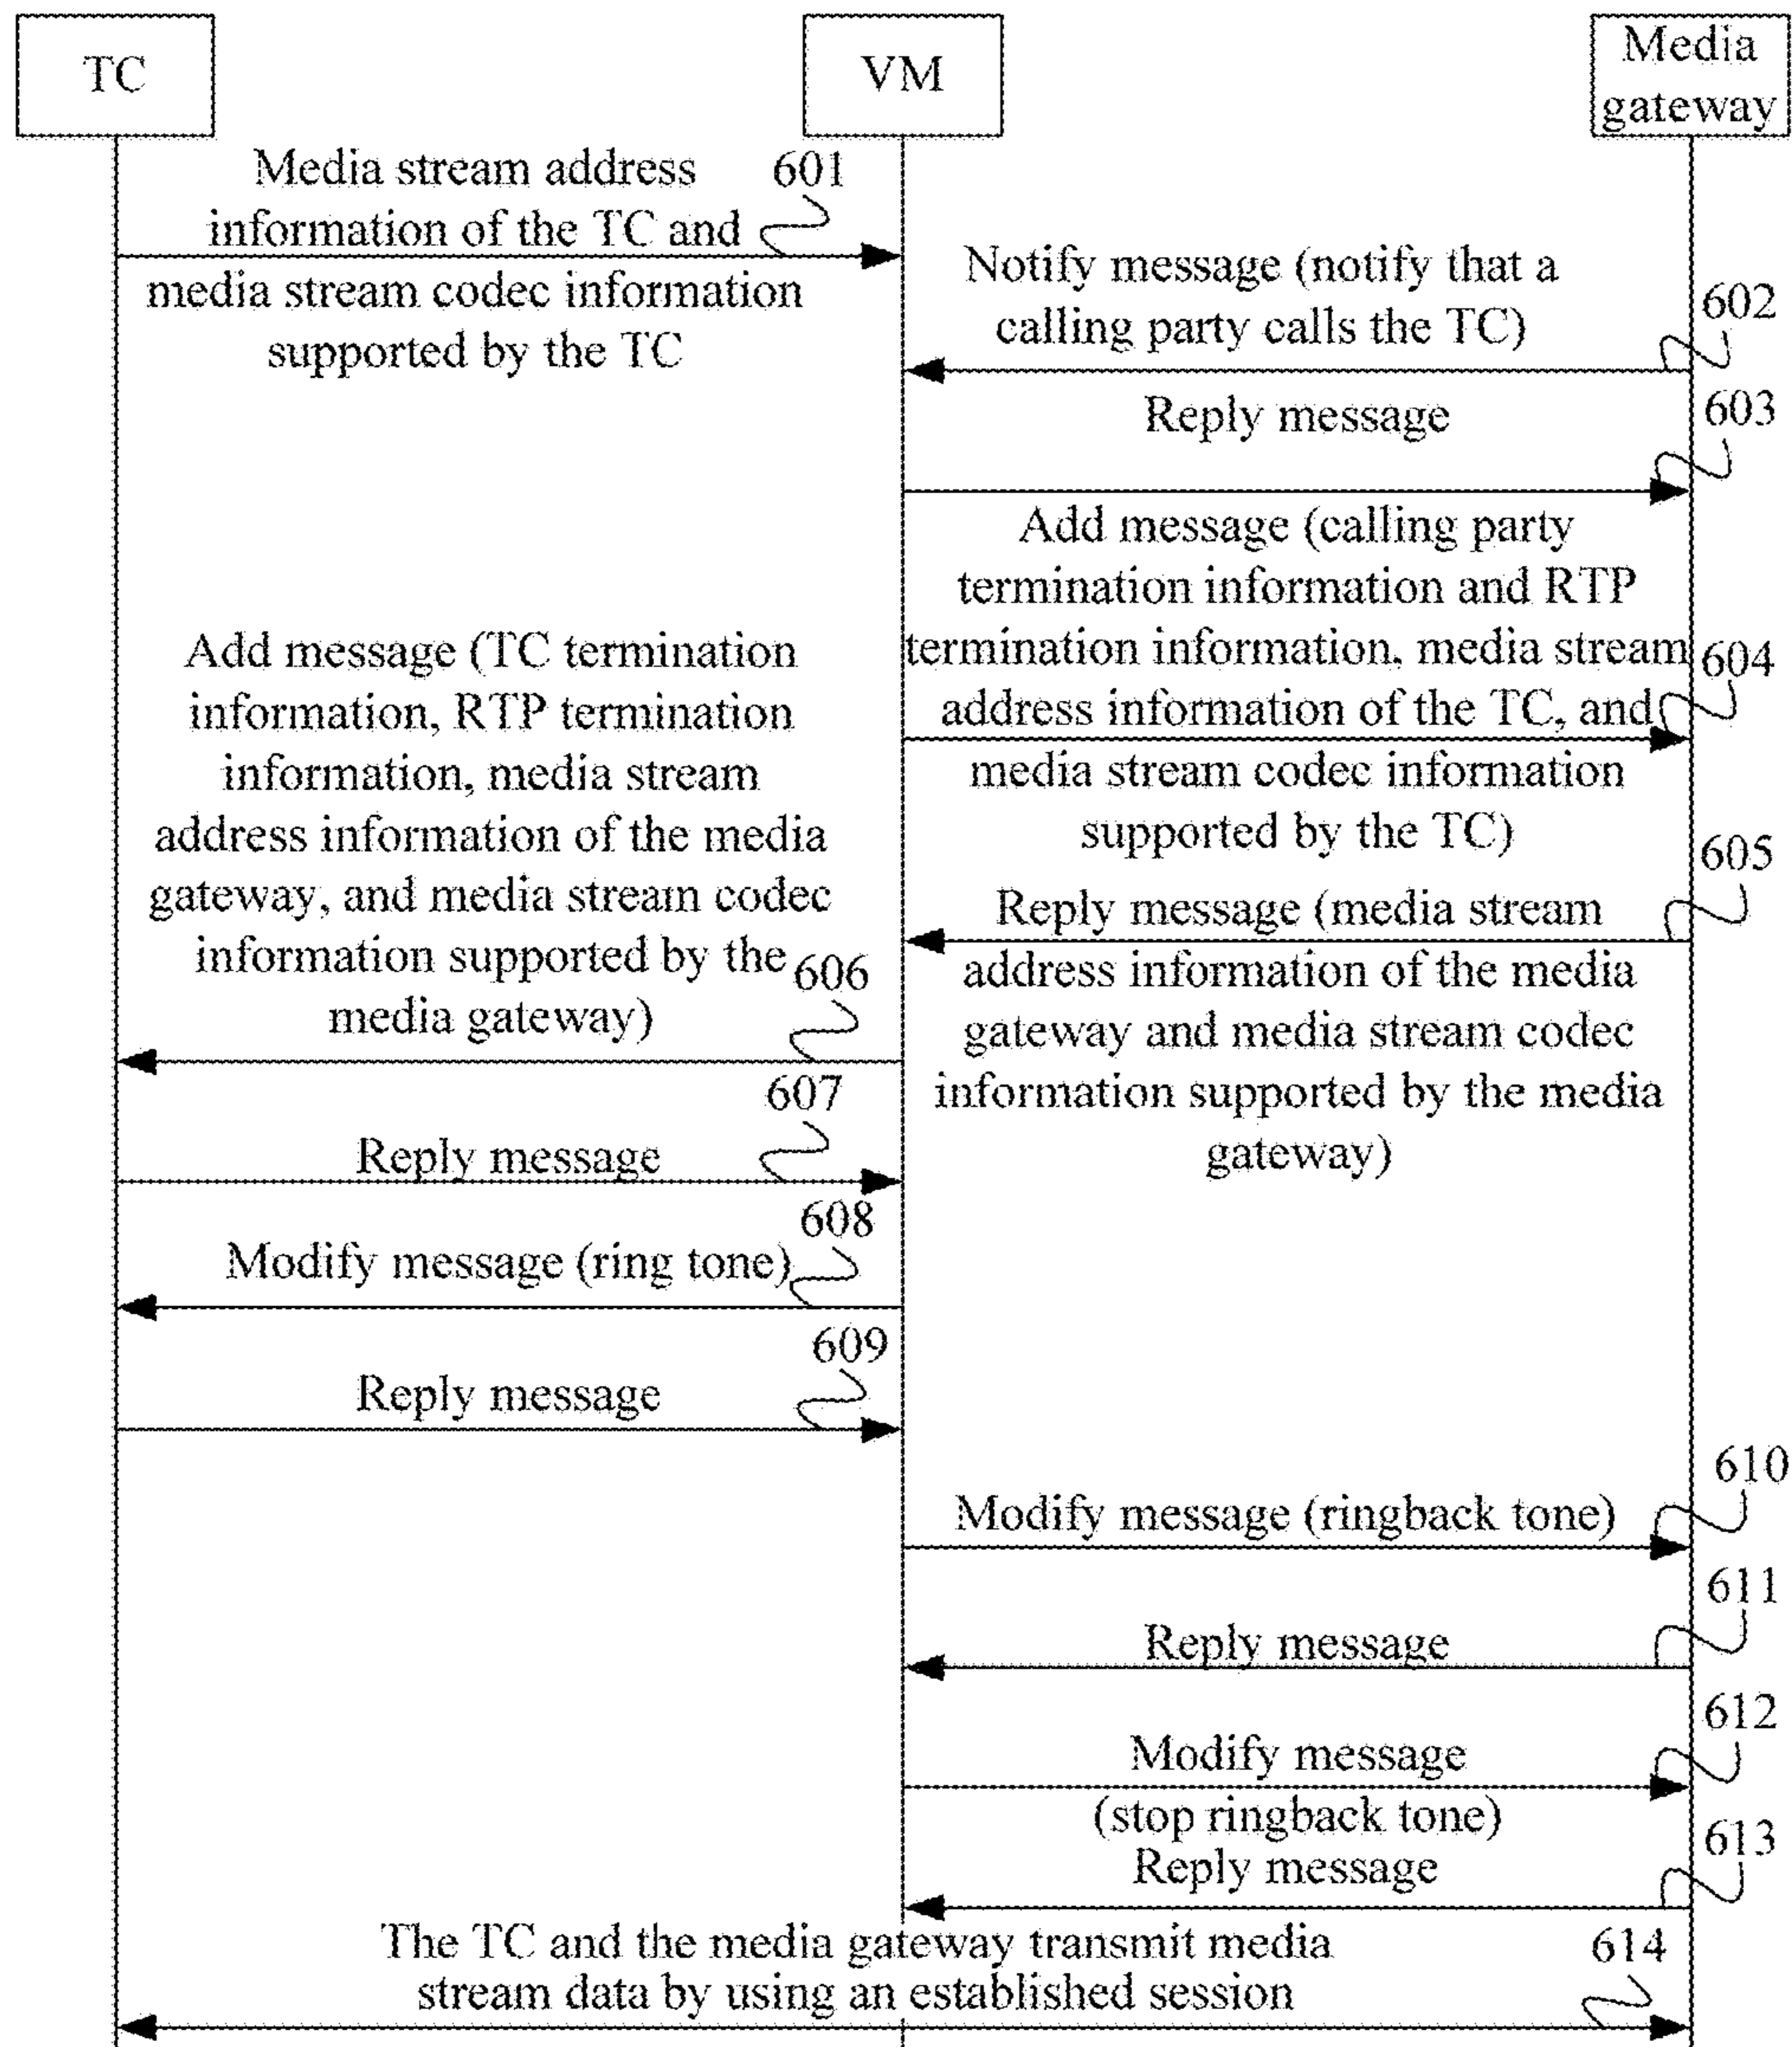 TC
VM
Media
gateway
Media stream address
information of the TC and
media stream codec information
supported by the TC
601
Notify message (notify that a
calling party calls the TC)
602
Reply message
603
Add message (calling party
termination information and RTP
termination information, media stream
address information of the TC, and
media stream codec information
supported by the TC)
604
Reply message (media stream
address information of the media
gateway and media stream codec
information supported by the media
gateway)
605
Add message (TC termination
information, RTP termination
information, media stream
address information of the media
gateway, and media stream codec
information supported by the
media gateway)
606
607
Reply message
608
Modify message (ring tone)
609
Reply message
610
Modify message (ringback tone)
611
Reply message
612
Modify message
(stop ringback tone)
613
Reply message
The TC and the media gateway transmit media
stream data by using an established session
614